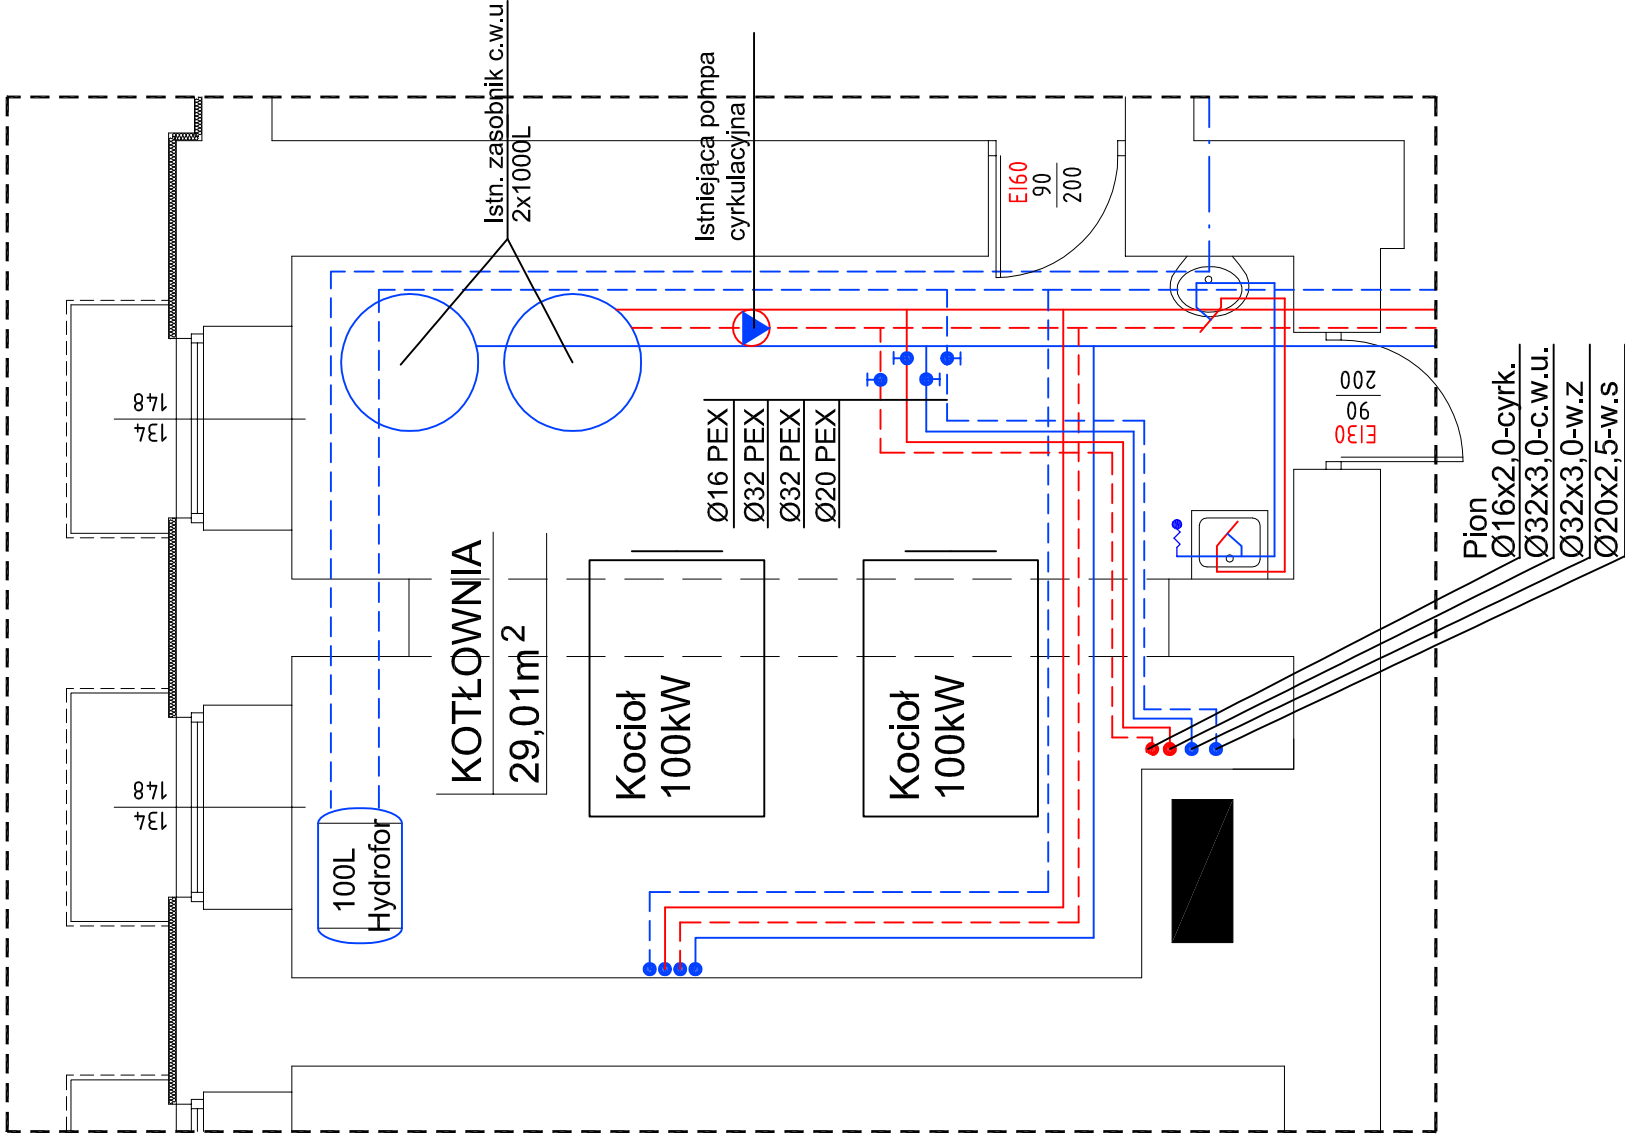 Istn. zasobnik c.w.u
2x1000L
Istniejąca pompa
cyrkulacyjna
EI60
90
200
148
134
148
134
Ø16 PEX
Ø32 PEX
Ø32 PEX
Ø20 PEX
KOTŁOWNIA
29,01m 2
Kocioł
100kW
Kocioł
100kW
100L
Hydrofor
EI30
90
200
Pion
Ø16x2,0-cyrk.
Ø32x3,0-c.w.u.
Ø32x3,0-w.z
Ø20x2,5-w.s